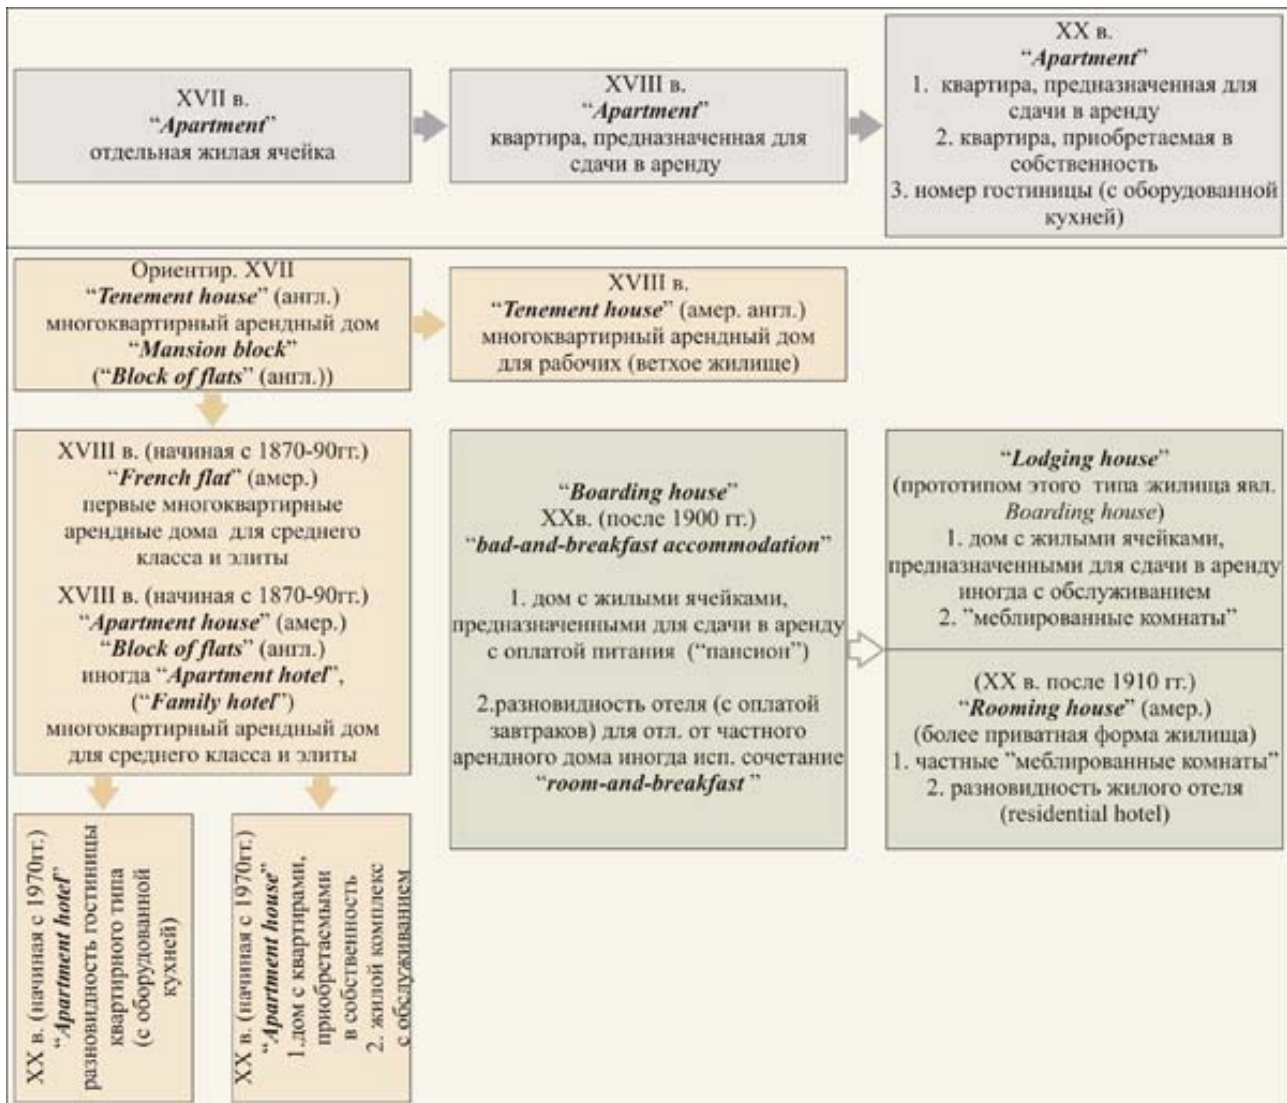 XVII в.
“Apartment”
отдельная жилая ячейка
XVIII в.
“Apartment”
квартира, предназначенная для
сдачи в аренду
XX в.
“Apartment”
1. квартира, предназначенная для
сдачи в аренду
2. квартира, приобретаемая в
собственность
3. номер гостиницы (с оборудованной
кухней)
Ориентир. XVII
“Tenement house” (англ.)
многоквартирный арендный дом
“Mansion block”
(“Block of flats” (англ.))
XVIII в.
“Tenement house” (амер. англ.)
многоквартирный арендный дом
для рабочих (ветхое жилище)
XVIII в. (начиная с 1870-90гг.)
“French flat” (амер.)
первые многоквартирные
арендные дома для среднего
класса и элиты
XVIII в. (начиная с 1870-90гг.)
“Apartment house” (амер.)
“Block of flats” (англ.)
иногда “Apartment hotel”,
(“Family hotel”)
многоквартирный арендный дом
для среднего класса и элиты
“Boarding house”
XXв. (после 1900 гг.)
“bad-and-breakfast accommodation”
1. дом с жилыми ячейками,
предназначенными для сдачи в аренду
с оплатой питания (“пансион”)
2.разновидность отеля (с оплатой
завтраков) для отл. от частного
арендного дома иногда исп. сочетание
“room-and-breakfast ”
“Lodging house”
(прототипом этого типа жилища явл.
Boarding house)
1. дом с жилыми ячейками,
предназначенными для сдачи в аренду
иногда с обслуживанием
2. ”меблированные комнаты”
(XX в. после 1910 гг.)
“Rooming house” (амер.)
(более приватная форма жилища)
1. частные ”меблированные комнаты”
2. разновидность жилого отеля
(residential hotel)
XX в. (начиная с 1970гг.)
“Apartment hotel”
разновидность гостиницы
квартирного типа
(с оборудованной
кухней)
XX в. (начиная с 1970гг.)
“Apartment house”
1.дом с квартирами,
приобретаемыми
в собственность
2. жилой комплекс
с обслуживанием